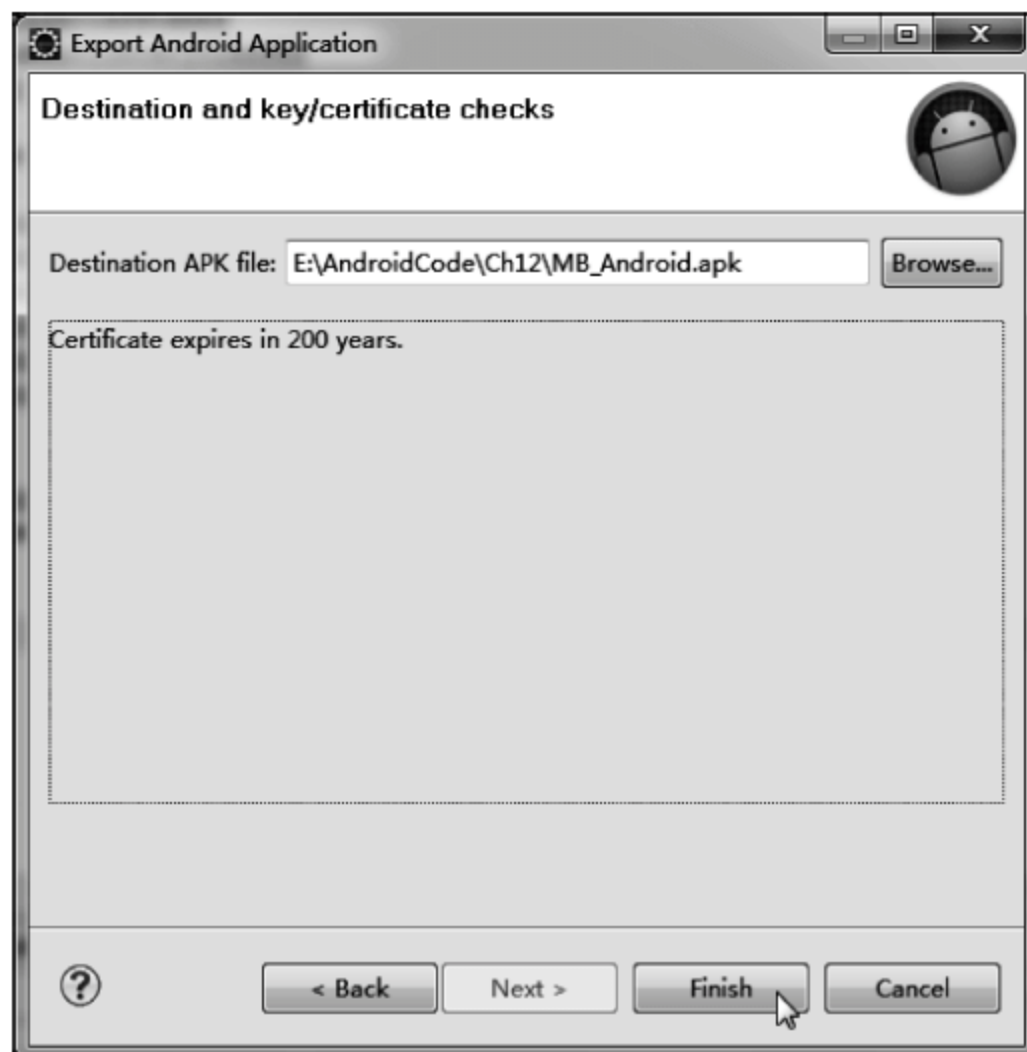 Export Android Application
Destination and key/certificate checks
Destination APK file: E:\AndroidCode\Ch12\MB_Android.apk Browse...
Certificate expires in 200 years.
? < Back Next > Finish Cancel